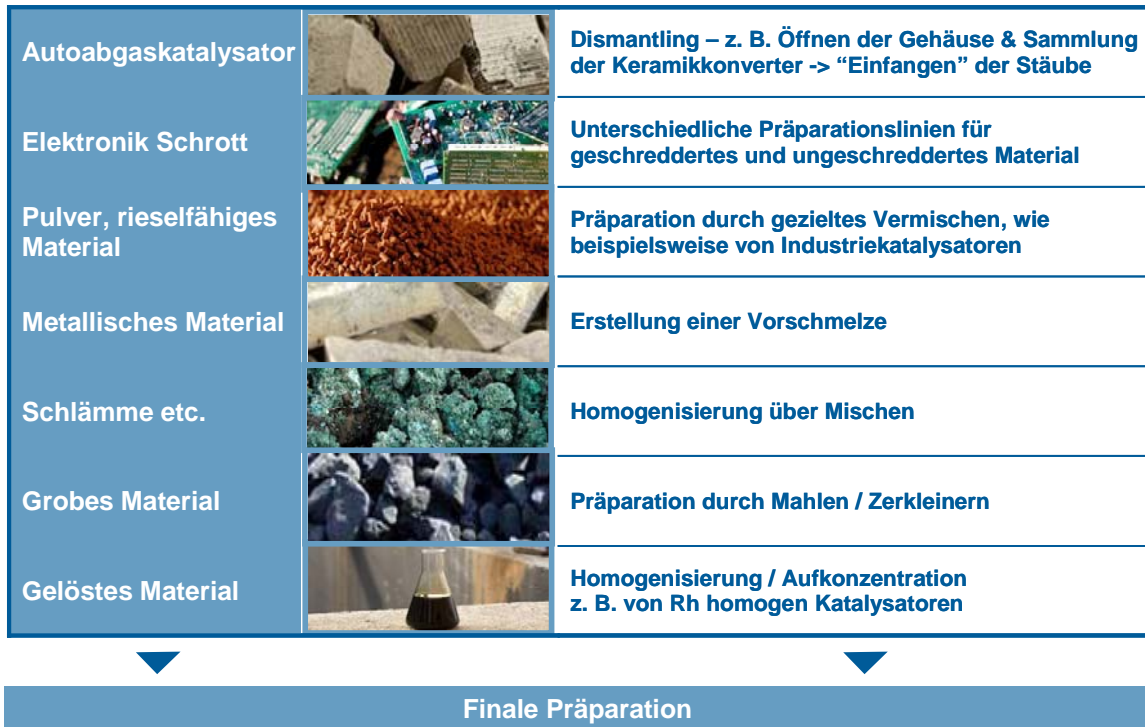 Autoabgaskatalysator
Dismantling – z. B. Öffnen der Gehäuse & Sammlung
der Keramikkonverter -> “Einfangen” der Stäube
Elektronik Schrott
Unterschiedliche Präparationslinien für
geschreddertes und ungeschreddertes Material
Pulver, rieselfähiges
Material
Präparation durch gezieltes Vermischen, wie
beispielsweise von Industriekatalysatoren
Metallisches Material
Erstellung einer Vorschmelze
Schlämme etc.
Homogenisierung über Mischen
Grobes Material
Präparation durch Mahlen / Zerkleinern
Gelöstes Material
Homogenisierung / Aufkonzentration
z. B. von Rh homogen Katalysatoren
Finale Präparation